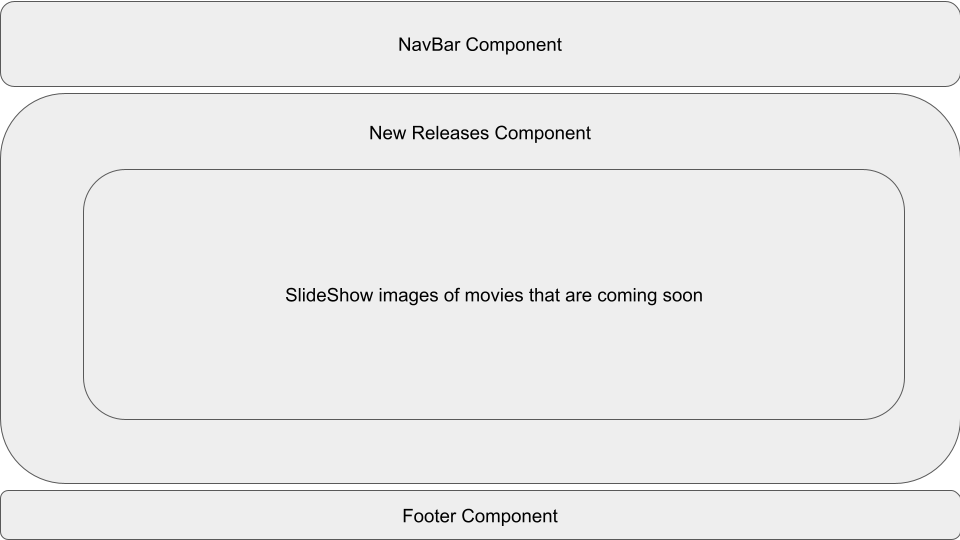 NavBar Component
New Releases Component
SlideShow images of movies that are coming soon
Footer Component